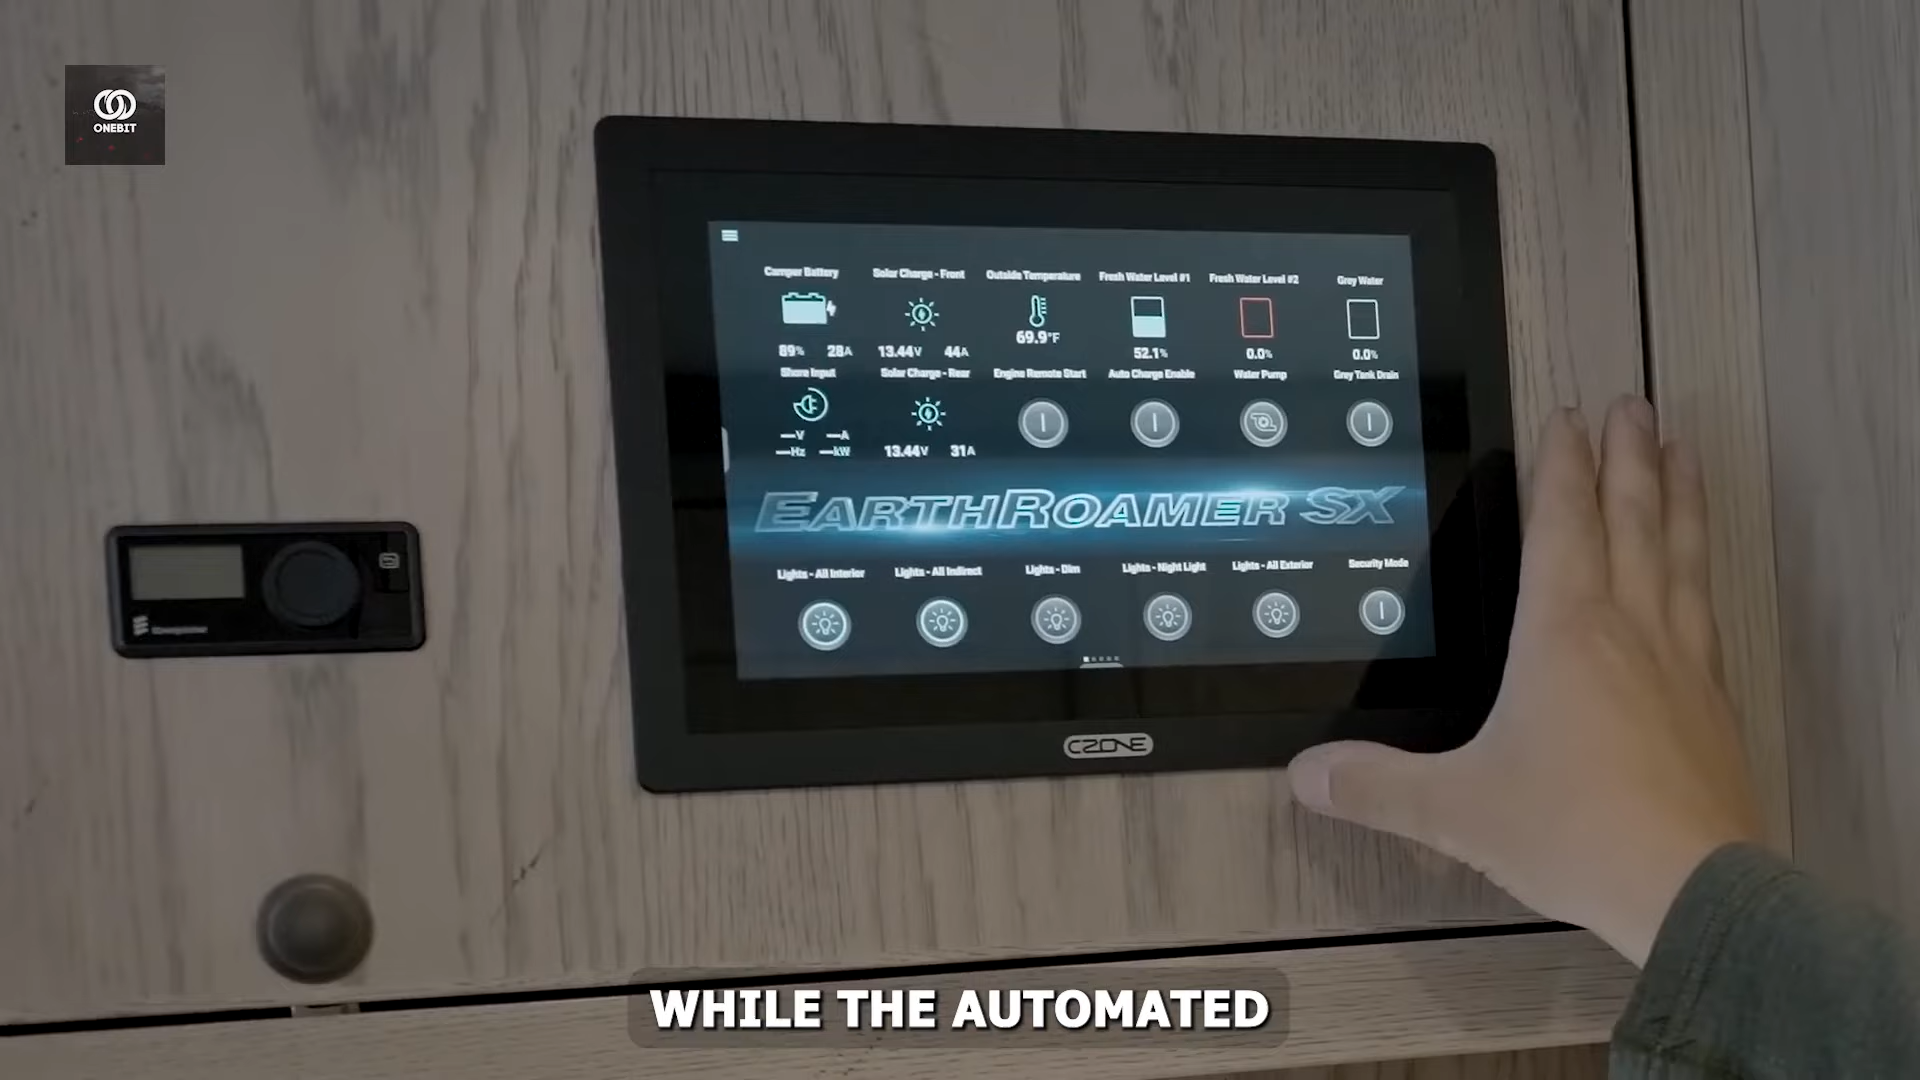 ONEBIT
Camper Battery Solar Charge - Front Outside Temperature Fresh Water Level #1 Fresh Water Level #2 Grey Water
89% 28A 13.44V 44A 69.9°F 52.1% 0.0% 0.0%
Shore Input Solar Charge - Rear Engine Remote Start Auto Charge Enable Water Pump Grey Tank Drain
—V —A
—Hz —kW 13.44V 31A
EARTHROAMER SX
Lights - All Interior Lights - All Indirect Lights - Dim Lights - Night Light Lights - All Exterior Security Mode
CZONE
WHILE THE AUTOMATED